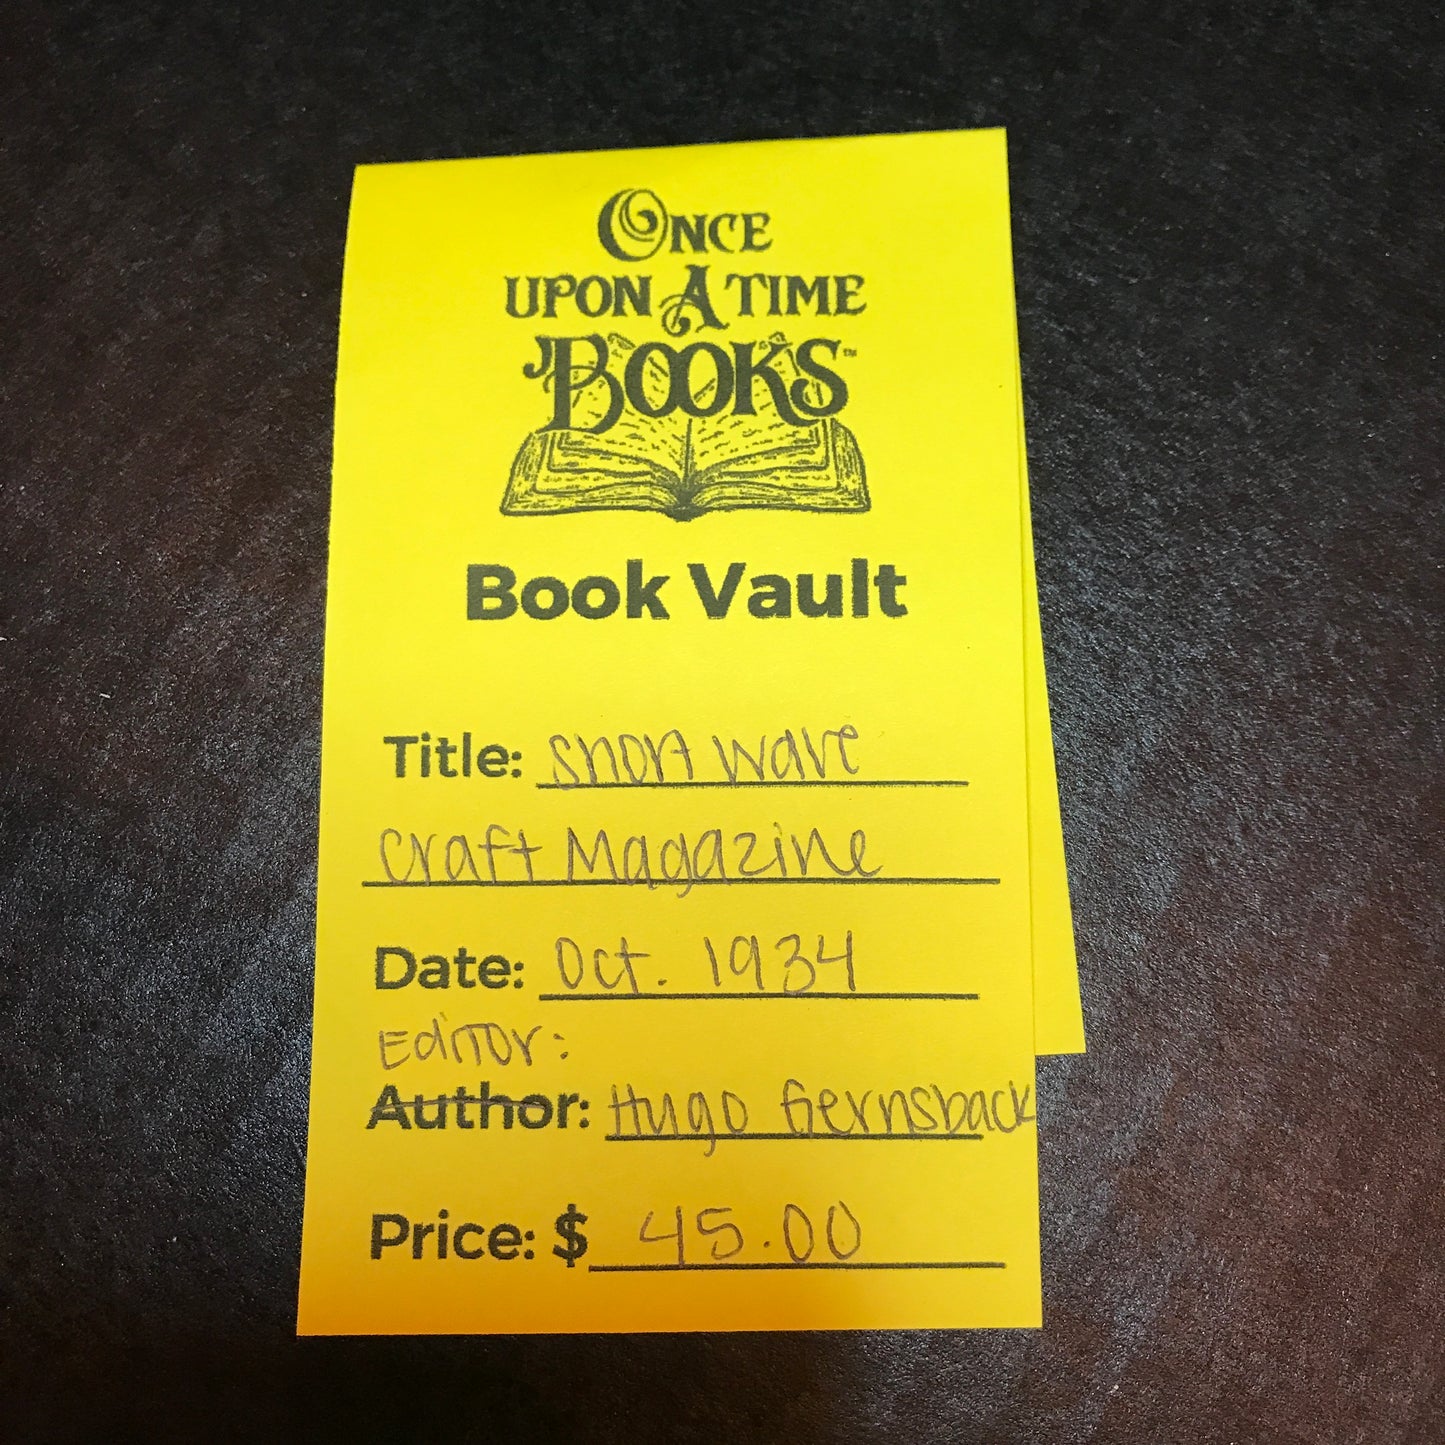 ONCE
UPON A TIME
BOOKS™
Book Vault
Title: Short Wave
Craft Magazine
Date: Oct. 1934
Editor:
Author: Hugo Gernsback
Price: $ 45.00